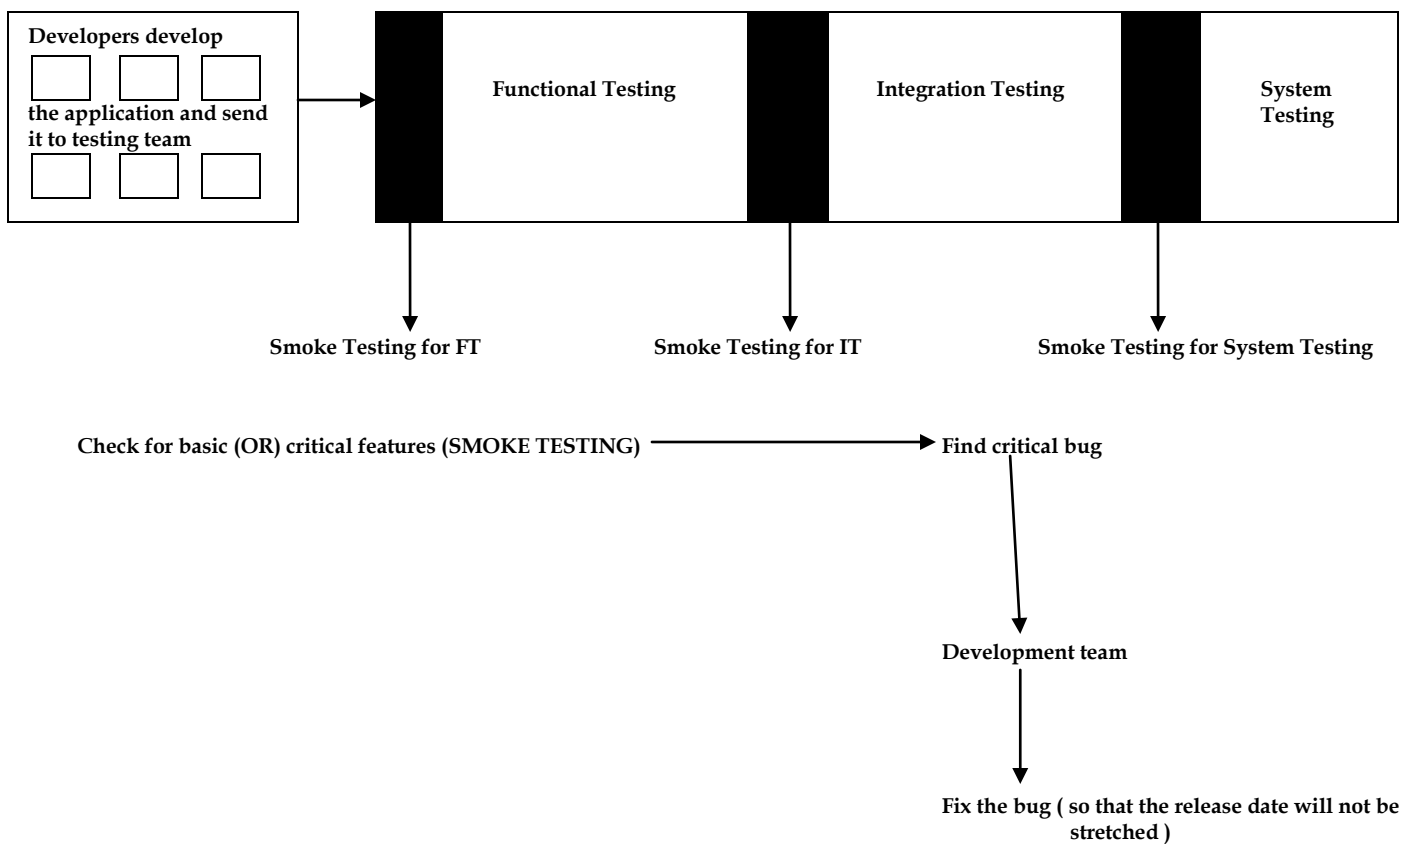 Developers develop
the application and send
it to testing team
Functional Testing
Integration Testing
System
Testing
Smoke Testing for FT
Smoke Testing for IT
Smoke Testing for System Testing
Check for basic (OR) critical features (SMOKE TESTING)
Find critical bug
Development team
Fix the bug ( so that the release date will not be
stretched )